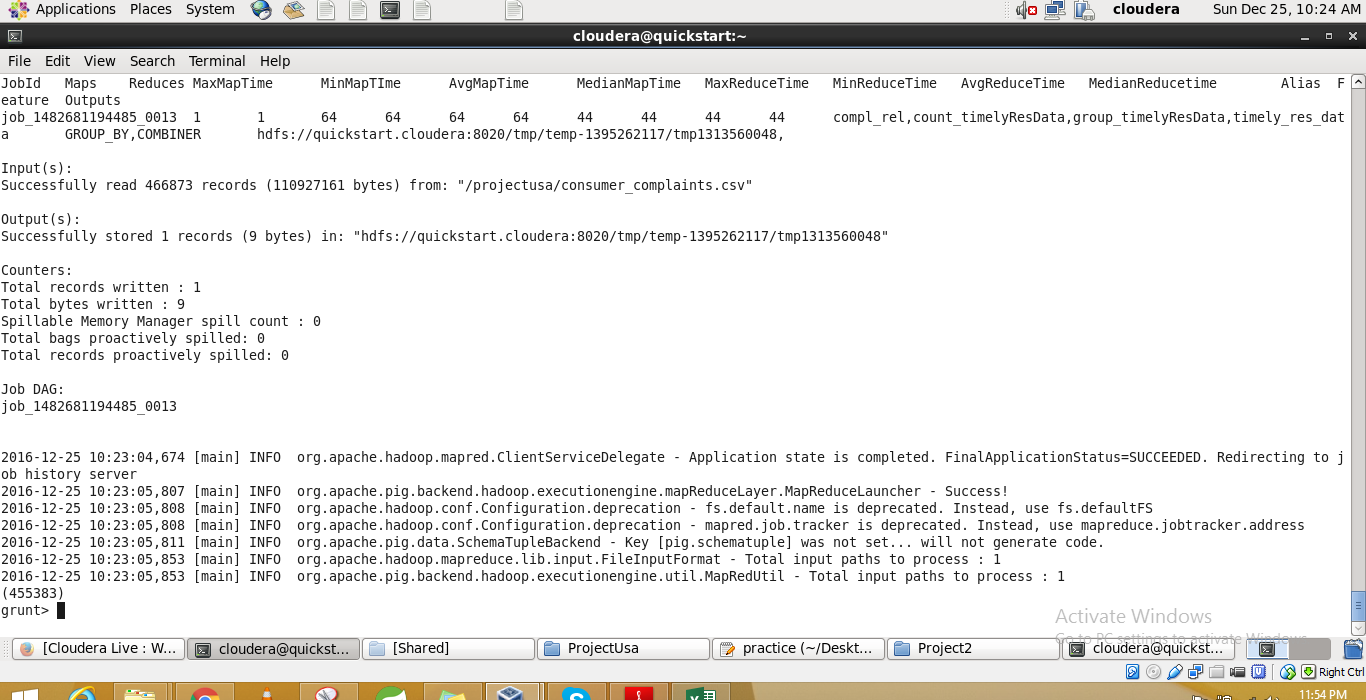 Applications Places System cloudera Sun Dec 25, 10:24 AM
cloudera@quickstart:~
File Edit View Search Terminal Help
JobId Maps Reduces MaxMapTime MinMapTIme AvgMapTime MedianMapTime MaxReduceTime MinReduceTime AvgReduceTime MedianReducetime Alias F
eature Outputs
job_1482681194485_0013 1 1 64 64 64 64 44 44 44 44 compl_rel,count_timelyResData,group_timelyResData,timely_res_dat
a GROUP_BY,COMBINER hdfs://quickstart.cloudera:8020/tmp/temp-1395262117/tmp1313560048,
Input(s):
Successfully read 466873 records (110927161 bytes) from: "/projectusa/consumer_complaints.csv"
Output(s):
Successfully stored 1 records (9 bytes) in: "hdfs://quickstart.cloudera:8020/tmp/temp-1395262117/tmp1313560048"
Counters:
Total records written : 1
Total bytes written : 9
Spillable Memory Manager spill count : 0
Total bags proactively spilled: 0
Total records proactively spilled: 0
Job DAG:
job_1482681194485_0013
2016-12-25 10:23:04,674 [main] INFO org.apache.hadoop.mapred.ClientServiceDelegate - Application state is completed. FinalApplicationStatus=SUCCEEDED. Redirecting to j
ob history server
2016-12-25 10:23:05,807 [main] INFO org.apache.pig.backend.hadoop.executionengine.mapReduceLayer.MapReduceLauncher - Success!
2016-12-25 10:23:05,808 [main] INFO org.apache.hadoop.conf.Configuration.deprecation - fs.default.name is deprecated. Instead, use fs.defaultFS
2016-12-25 10:23:05,808 [main] INFO org.apache.hadoop.conf.Configuration.deprecation - mapred.job.tracker is deprecated. Instead, use mapreduce.jobtracker.address
2016-12-25 10:23:05,811 [main] INFO org.apache.pig.data.SchemaTupleBackend - Key [pig.schematuple] was not set... will not generate code.
2016-12-25 10:23:05,853 [main] INFO org.apache.hadoop.mapreduce.lib.input.FileInputFormat - Total input paths to process : 1
2016-12-25 10:23:05,853 [main] INFO org.apache.pig.backend.hadoop.executionengine.util.MapRedUtil - Total input paths to process : 1
(455383)
grunt>
Activate Windows
Go to PC settings to activate Windows.
[Cloudera Live : W... cloudera@quickst... [Shared] ProjectUsa practice (~/Deskt... Project2 cloudera@quickst...
Right Ctrl
11:54 PM